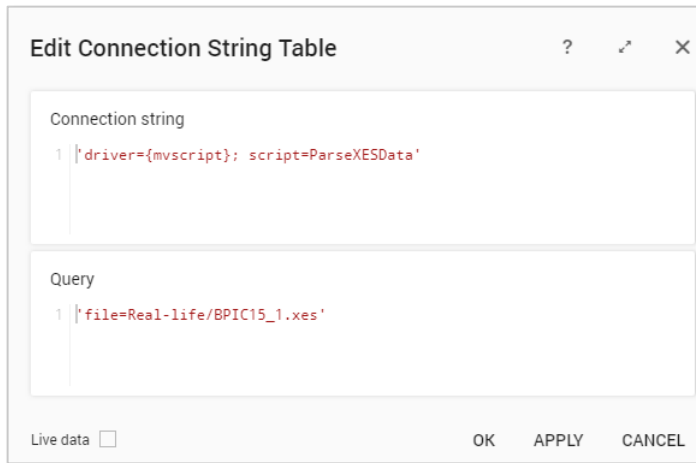 Edit Connection String Table
?
Connection string
1 'driver={mvscript}; script=ParseXESData'
Query
1 'file=Real-life/BPIC15_1.xes'
Live data OK APPLY CANCEL